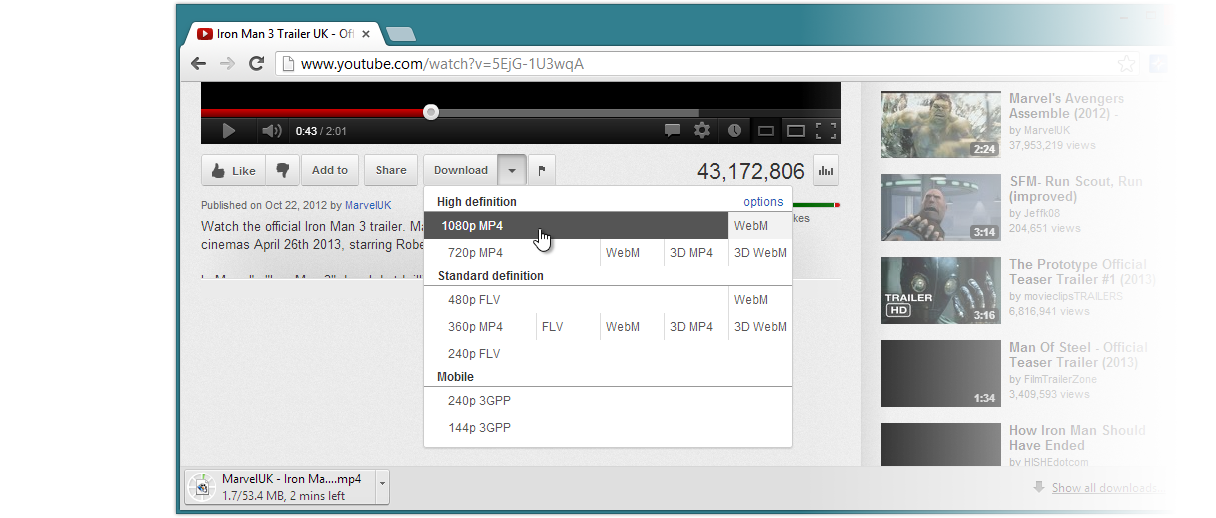 Iron Man 3 Trailer UK - Of
www.youtube.com/watch?v=5EjG-1U3wqA
0:43 / 2:01
Like
Add to
Share
Download
43,172,806
Published on Oct 22, 2012 by MarvelUK
Watch the official Iron Man 3 trailer. Ma
cinemas April 26th 2013, starring Robe
kes
High definition
options
1080p MP4
WebM
720p MP4
WebM
3D MP4
3D WebM
Standard definition
480p FLV
WebM
360p MP4
FLV
WebM
3D MP4
3D WebM
240p FLV
Mobile
240p 3GPP
144p 3GPP
2:24
Marvel's Avengers
Assemble (2012) -
by MarvelUK
37,953,219 views
3:14
SFM- Run Scout, Run
(improved)
by Jeffk08
204,651 views
TRAILER
HD
3:16
The Prototype Official
Teaser Trailer #1 (2013)
by movieclipsTRAILERS
6,816,941 views
1:34
Man Of Steel - Official
Teaser Trailer (2013)
by FilmTrailerZone
3,409,593 views
How Iron Man Should
Have Ended
by HISHEdotcom
MarvelUK - Iron Ma....mp4
1.7/53.4 MB, 2 mins left
Show all downloads